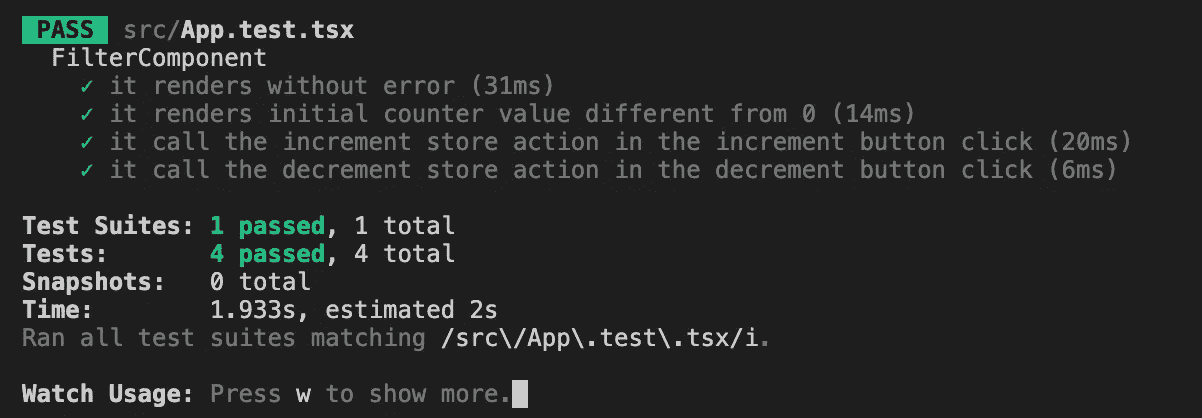 PASS src/App.test.tsx
FilterComponent
✓ it renders without error (31ms)
✓ it renders initial counter value different from 0 (14ms)
✓ it call the increment store action in the increment button click (20ms)
✓ it call the decrement store action in the decrement button click (6ms)
Test Suites: 1 passed, 1 total
Tests: 4 passed, 4 total
Snapshots: 0 total
Time: 1.933s, estimated 2s
Ran all test suites matching /src\/App\.test\.tsx/i.
Watch Usage: Press w to show more.